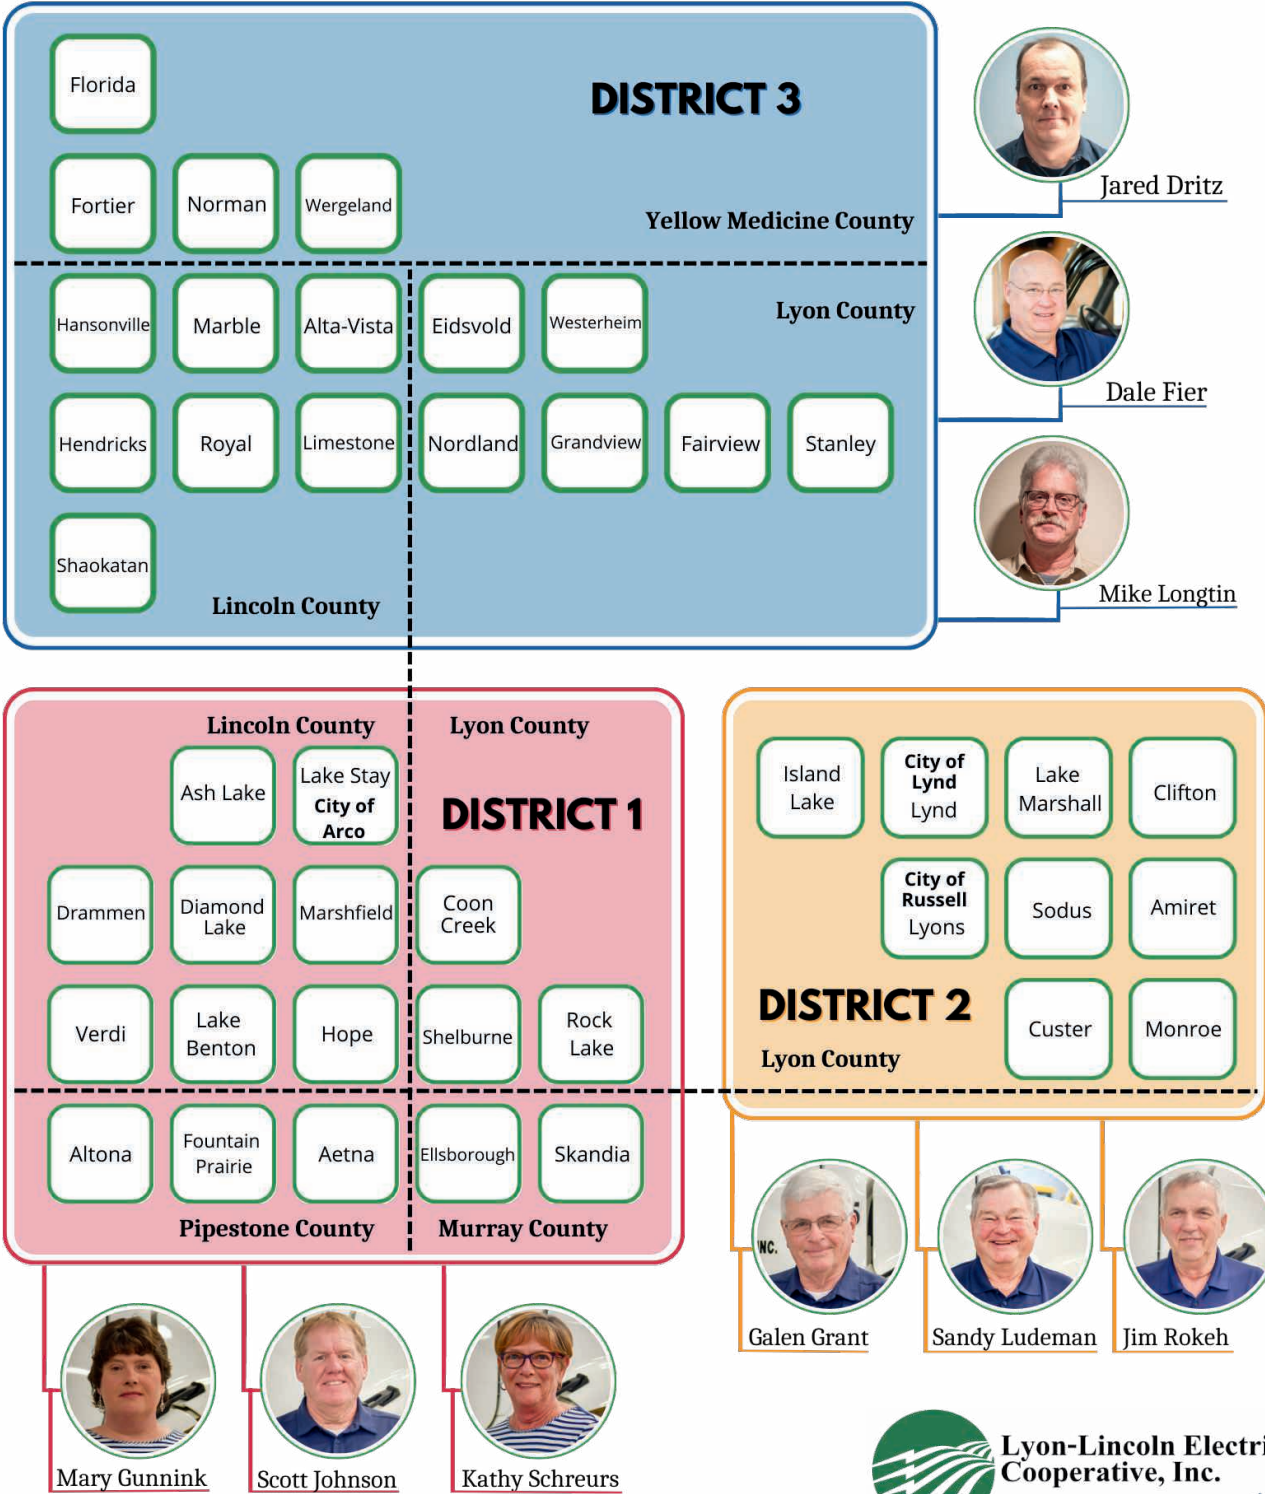 Florida
DISTRICT 3
Fortier
Norman
Wergeland
Yellow Medicine County
Jared Dritz
Hansonville
Marble
Alta-Vista
Eidsvold
Westerheim
Lyon County
Dale Fier
Hendricks
Royal
Limestone
Nordland
Grandview
Fairview
Stanley
Shaokatan
Lincoln County
Mike Longtin
Lincoln County
Lyon County
Ash Lake
Lake Stay
City of
Arco
DISTRICT 1
Drammen
Diamond
Lake
Marshfield
Coon
Creek
Verdi
Lake
Benton
Hope
Shelburne
Rock
Lake
Altona
Fountain
Prairie
Aetna
Ellsborough
Skandia
Pipestone County
Murray County
Island
Lake
City of
Lynd
Lynd
Lake
Marshall
Clifton
City of
Russell
Lyons
Sodus
Amiret
DISTRICT 2
Lyon County
Custer
Monroe
INC.
Galen Grant
Sandy Ludeman
Jim Rokeh
Mary Gunnink
Scott Johnson
Kathy Schreurs
Lyon-Lincoln Electri
Cooperative, Inc.